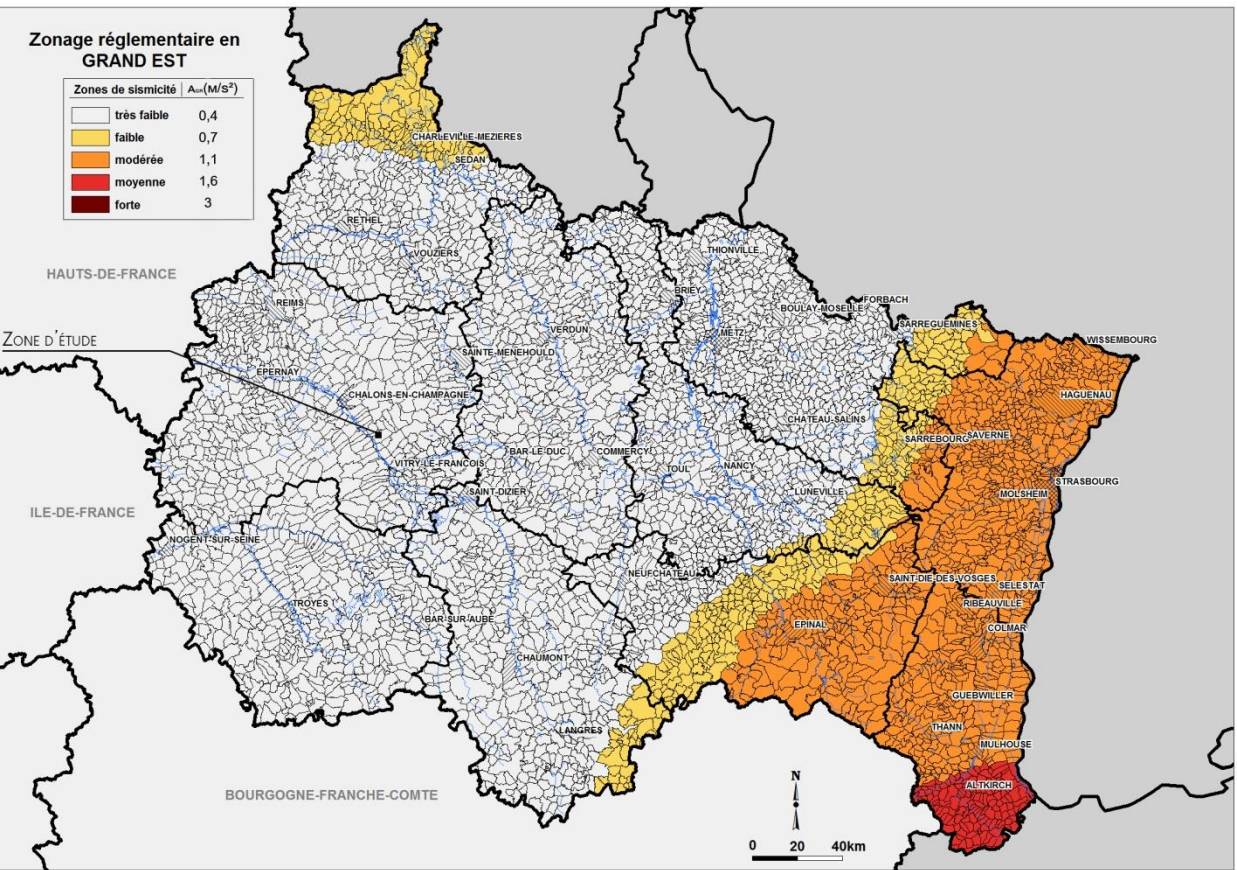 Zonage réglementaire en
GRAND EST
Zones de sismicité AGR(M/S²)
très faible 0,4
faible 0,7
modérée 1,1
moyenne 1,6
forte 3
CHARLEVILLE-MEZIERES
SEDAN
RETHEL
VOUZIERS
HAUTS-DE-FRANCE
THIONVILLE
BRIEY
REIMS
BOULAY-MOSELLE
FORBACH
SARREGUEMINES
WISSEMBOURG
VERDUN
METZ
ZONE D'ÉTUDE
SAINTE-MENEHOULD
EPERNAY
CHALONS-EN-CHAMPAGNE
HAGUENAU
CHATEAU-SALINS
SARREBOURG
SAVERNE
BAR-LE-DUC
COMMERCY
VITRY-LE-FRANCOIS
TOUL
NANCY
STRASBOURG
SAINT-DIZIER
LUNEVILLE
MOLSHEIM
ILE-DE-FRANCE
NOGENT-SUR-SEINE
NEUFCHATEAU
SAINT-DIE-DES-VOSGES
SELESTAT
TROYES
RIBEAUVILLE
BAR-SUR-AUBE
EPINAL
COLMAR
CHAUMONT
GUEBWILLER
LANGRES
THANN
MULHOUSE
BOURGOGNE-FRANCHE-COMTE
ALTKIRCH
N
0 20 40km